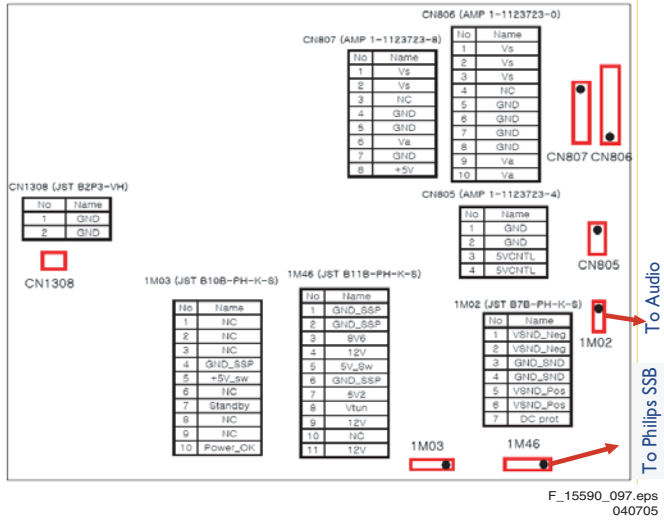 CN806 (AMP 1-1123723-0)
No Name
1 Vs
2 Vs
3 Vs
4 NC
5 GND
6 GND
7 GND
8 GND
9 Va
10 Va
CN807 (AMP 1-1123723-8)
No Name
1 Vs
2 Vs
3 NC
4 GND
5 GND
6 Va
7 GND
8 +5V
CN807 CN806
CN1308 (JST B2P3-VH)
No Name
1 GND
2 GND
CN1308
CN805 (AMP 1-1123723-4)
No Name
1 GND
2 GND
3 5VCNTL
4 5VCNTL
CN805
1M03 (JST B10B-PH-K-S)
No Name
1 NC
2 NC
3 NC
4 GND_SSP
5 +5V_sw
6 NC
7 Standby
8 NC
9 NC
10 Power_OK
1M46 (JST B11B-PH-K-S)
No Name
1 GND_SSP
2 GND_SSP
3 8V6
4 12V
5 5V_Sw
6 GND_SSP
7 5V2
8 Vtun
9 12V
10 NC
11 12V
1M02 (JST B7B-PH-K-S)
No Name
1 VSND_Neg
2 VSND_Neg
3 GND_SND
4 GND_SND
5 VSND_Pos
6 VSND_Pos
7 DC prot
1M02
To Audio
1M03
1M46
To Philips SSB
F_15590_097.eps
040705